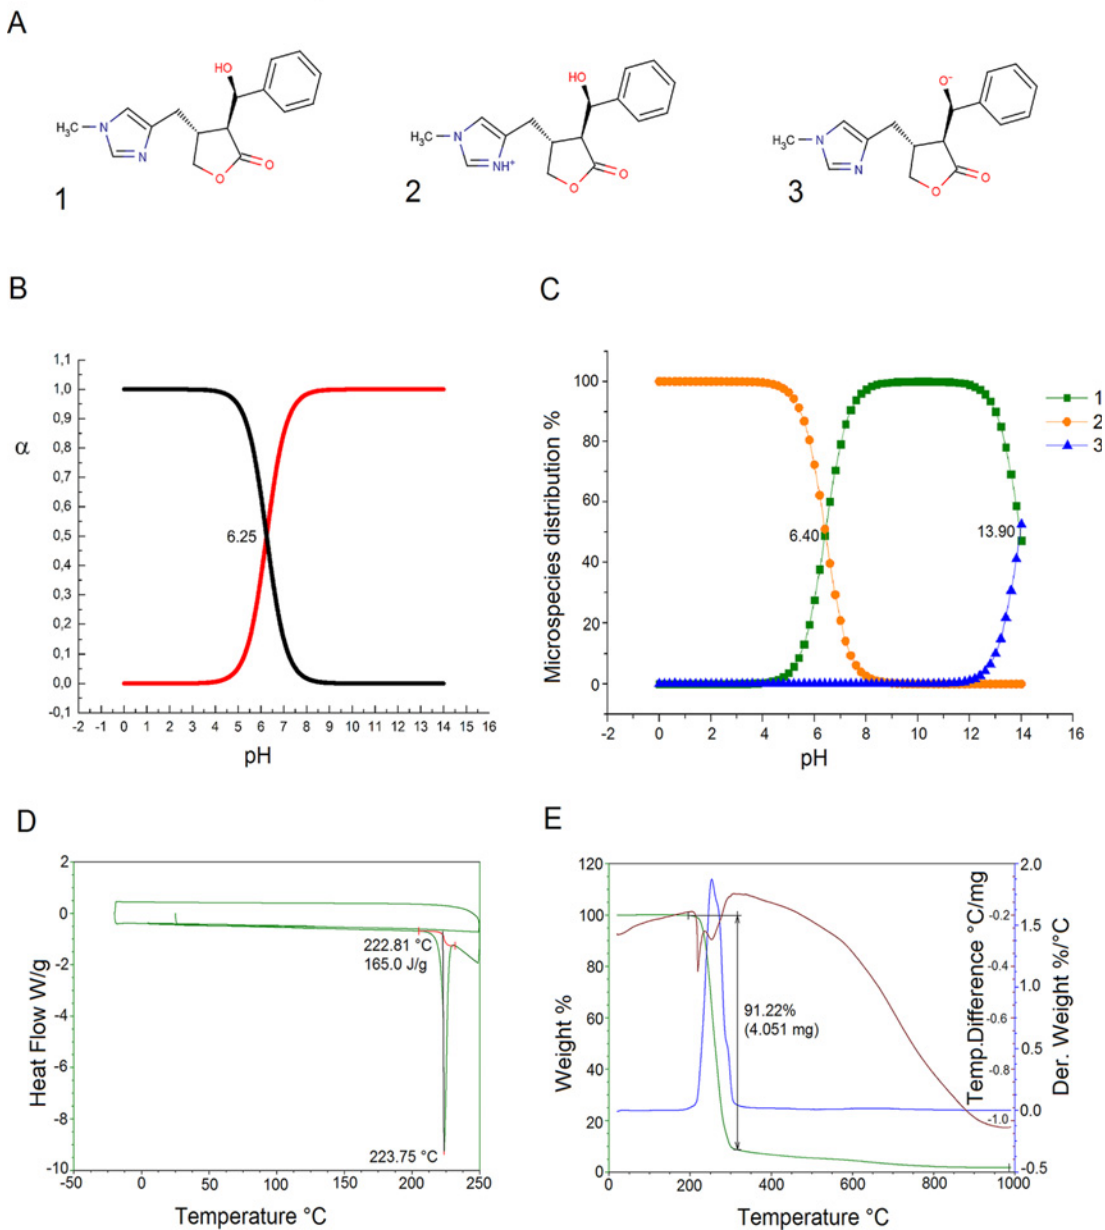 A
HO
H₃C
N
N
O
O
1
HO
H₃C
N
NH⁺
O
O
2
O⁻
H₃C
N
N
O
O
3
B
1,1
1,0
0,9
0,8
0,7
0,6
0,5
0,4
0,3
0,2
0,1
0,0
-0,1
α
6.25
-2 -1 0 1 2 3 4 5 6 7 8 9 10 11 12 13 14 15 16
pH
C
100
80
60
40
20
0
Microspecies distribution %
6.40
13.90
1
2
3
-2 0 2 4 6 8 10 12 14 16
pH
D
2
0
-2
-4
-6
-8
-10
Heat Flow W/g
222.81 °C
165.0 J/g
223.75 °C
-50 0 50 100 150 200 250
Temperature °C
E
120
100
80
60
40
20
0
Weight %
91.22%
(4.051 mg)
Temp.Difference °C/mg
-0.2
-0.4
-0.6
-0.8
-1.0
2.0
1.5
1.0
0.5
0.0
-0.5
Der. Weight %/°C
0 200 400 600 800 1000
Temperature °C